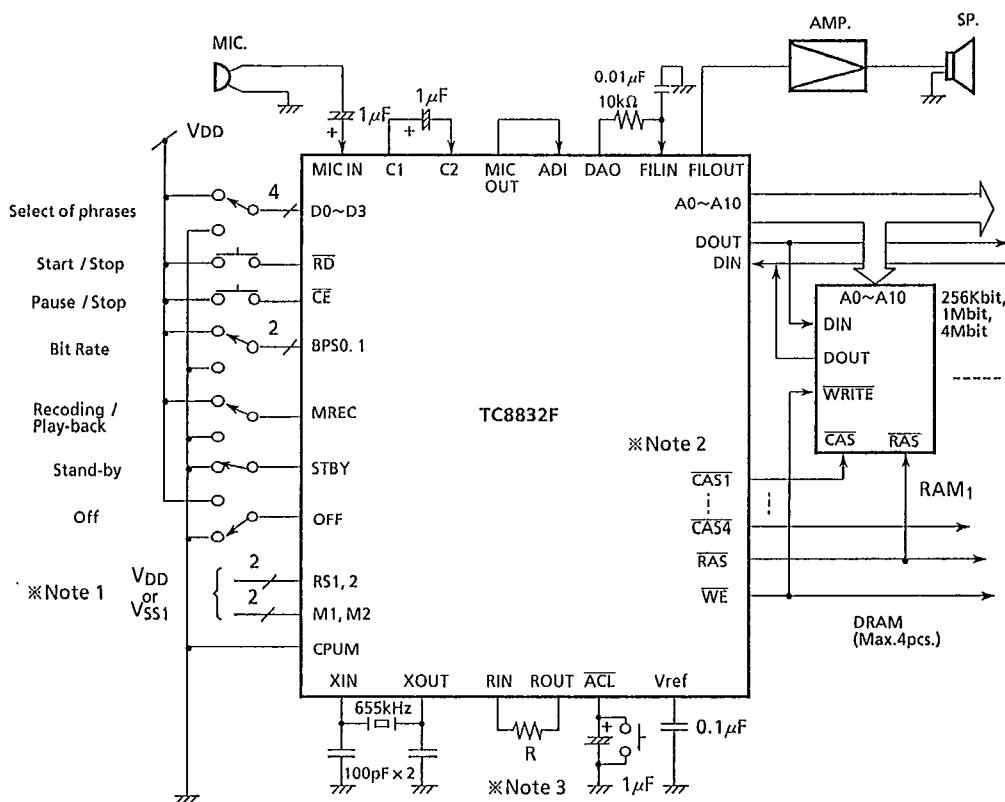 MIC.
AMP.
SP.
1μF
1μF
0.01μF
10kΩ
VDD
MIC IN
C1
C2
MIC OUT
ADI
DAO
FILIN
FILOUT
Select of phrases
4
D0~D3
A0~A10
DOUT
DIN
Start / Stop
RD
Pause / Stop
CE
Bit Rate
2
BPS0. 1
A0~A10
DIN
DOUT
WRITE
CAS
RAS
256Kbit,
1Mbit,
4Mbit
Recoding /
Play-back
MREC
TC8832F
※Note 2
Stand-by
STBY
CAS1
RAM1
Off
OFF
CAS4
RAS
WE
※Note 1
VDD
or
VSS1
2
RS1, 2
2
M1, M2
DRAM
(Max.4pcs.)
CPUM
XIN
XOUT
RIN
ROUT
ACL
Vref
655kHz
100pF × 2
R
※Note 3
+
1μF
0.1μF